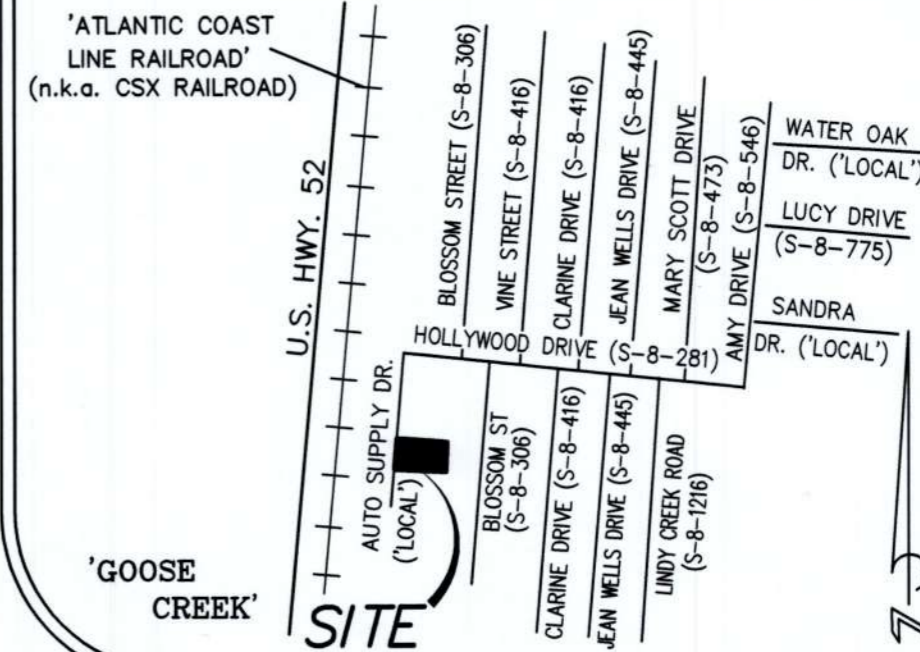 'ATLANTIC COAST
LINE RAILROAD'
(n.k.a. CSX RAILROAD)
U.S. HWY. 52
BLOSSOM STREET (S-8-306)
VINE STREET (S-8-416)
CLARINE DRIVE (S-8-416)
JEAN WELLS DRIVE (S-8-445)
MARY SCOTT DRIVE
(S-8-473)
AMY DRIVE (S-8-546)
WATER OAK
DR. ('LOCAL')
LUCY DRIVE
(S-8-775)
SANDRA
DR. ('LOCAL')
HOLLYWOOD DRIVE (S-8-281)
AUTO SUPPLY DR.
('LOCAL')
BLOSSOM ST
(S-8-306)
CLARINE DRIVE (S-8-416)
JEAN WELLS DRIVE (S-8-445)
LINDY CREEK ROAD
(S-8-1216)
'GOOSE
CREEK'
SITE